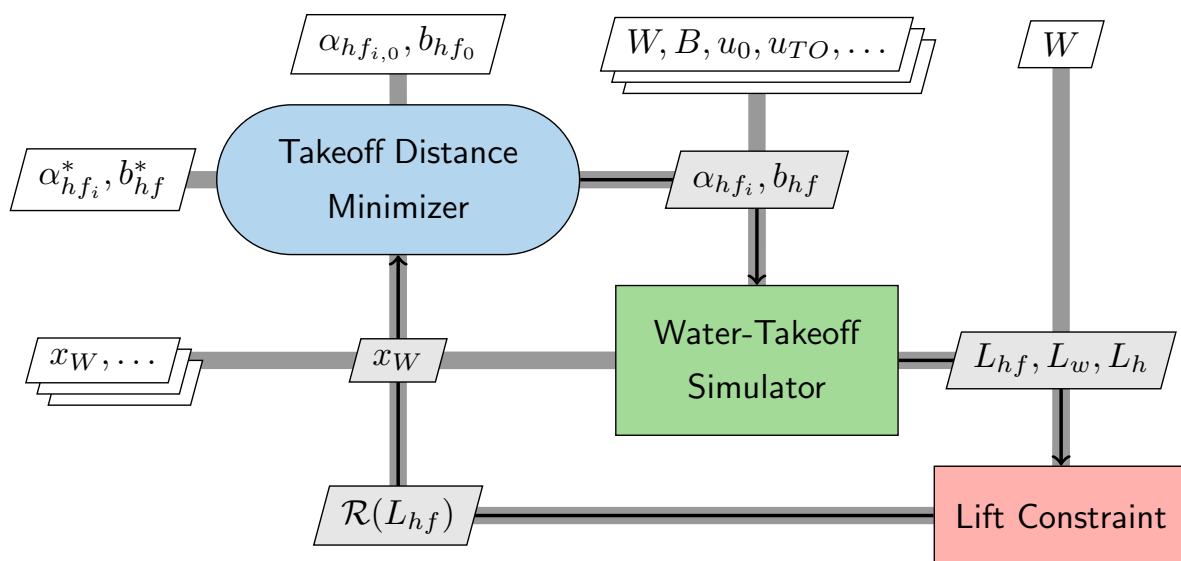 α_{hf_{i,0}}, b_{hf_0}
W, B, u_0, u_{TO}, …
W
α^*_{hf_i}, b^*_{hf}
Takeoff Distance
Minimizer
α_{hf_i}, b_{hf}
x_W, …
x_W
Water-Takeoff
Simulator
L_{hf}, L_w, L_h
R(L_{hf})
Lift Constraint